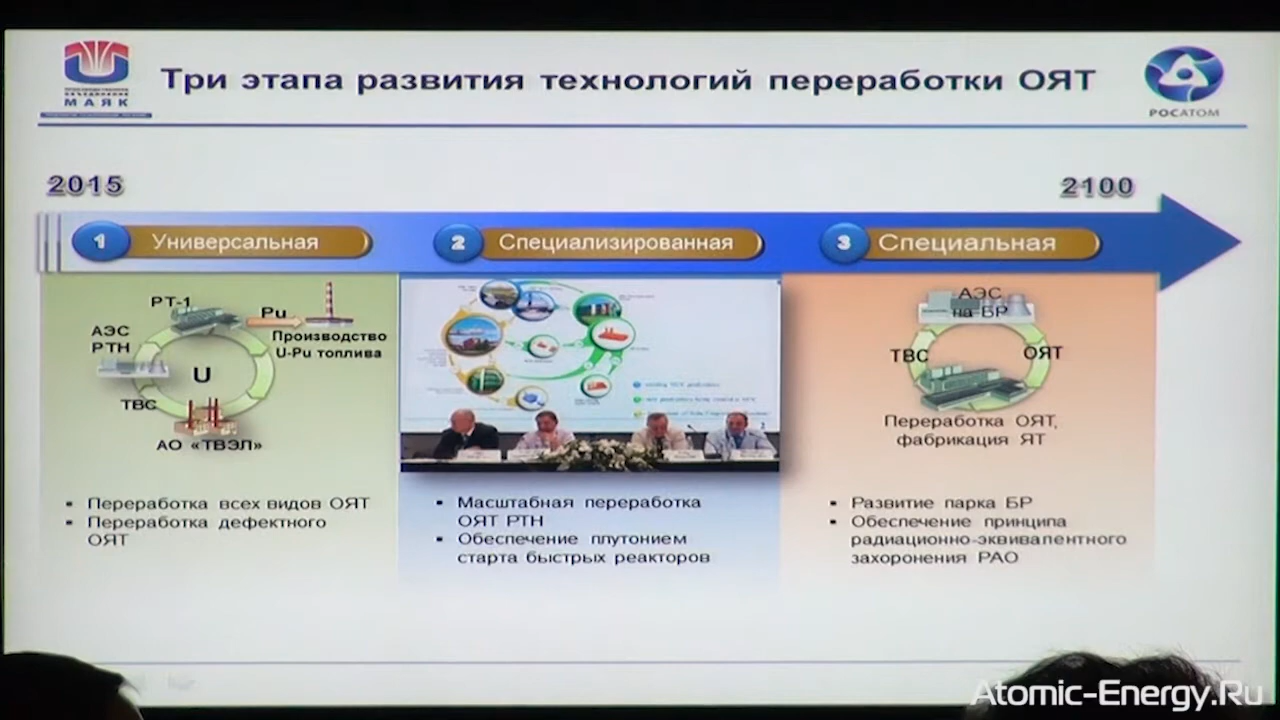 МАЯК
Три этапа развития технологий переработки ОЯТ
РОСАТОМ
2015
2100
1 Универсальная
2 Специализированная
3 Специальная
РТ-1
Pu
АЭС
РТН
Производство
U-Pu топлива
U
ТВС
АО «ТВЭЛ»
АЭС
на БР
ТВС
ОЯТ
Переработка ОЯТ,
фабрикация ЯТ
▪ Переработка всех видов ОЯТ
▪ Переработка дефектного
ОЯТ
▪ Масштабная переработка
ОЯТ РТН
▪ Обеспечение плутонием
старта быстрых реакторов
▪ Развитие парка БР
▪ Обеспечение принципа
радиационно-эквивалентного
захоронения РАО
Atomic-Energy.Ru